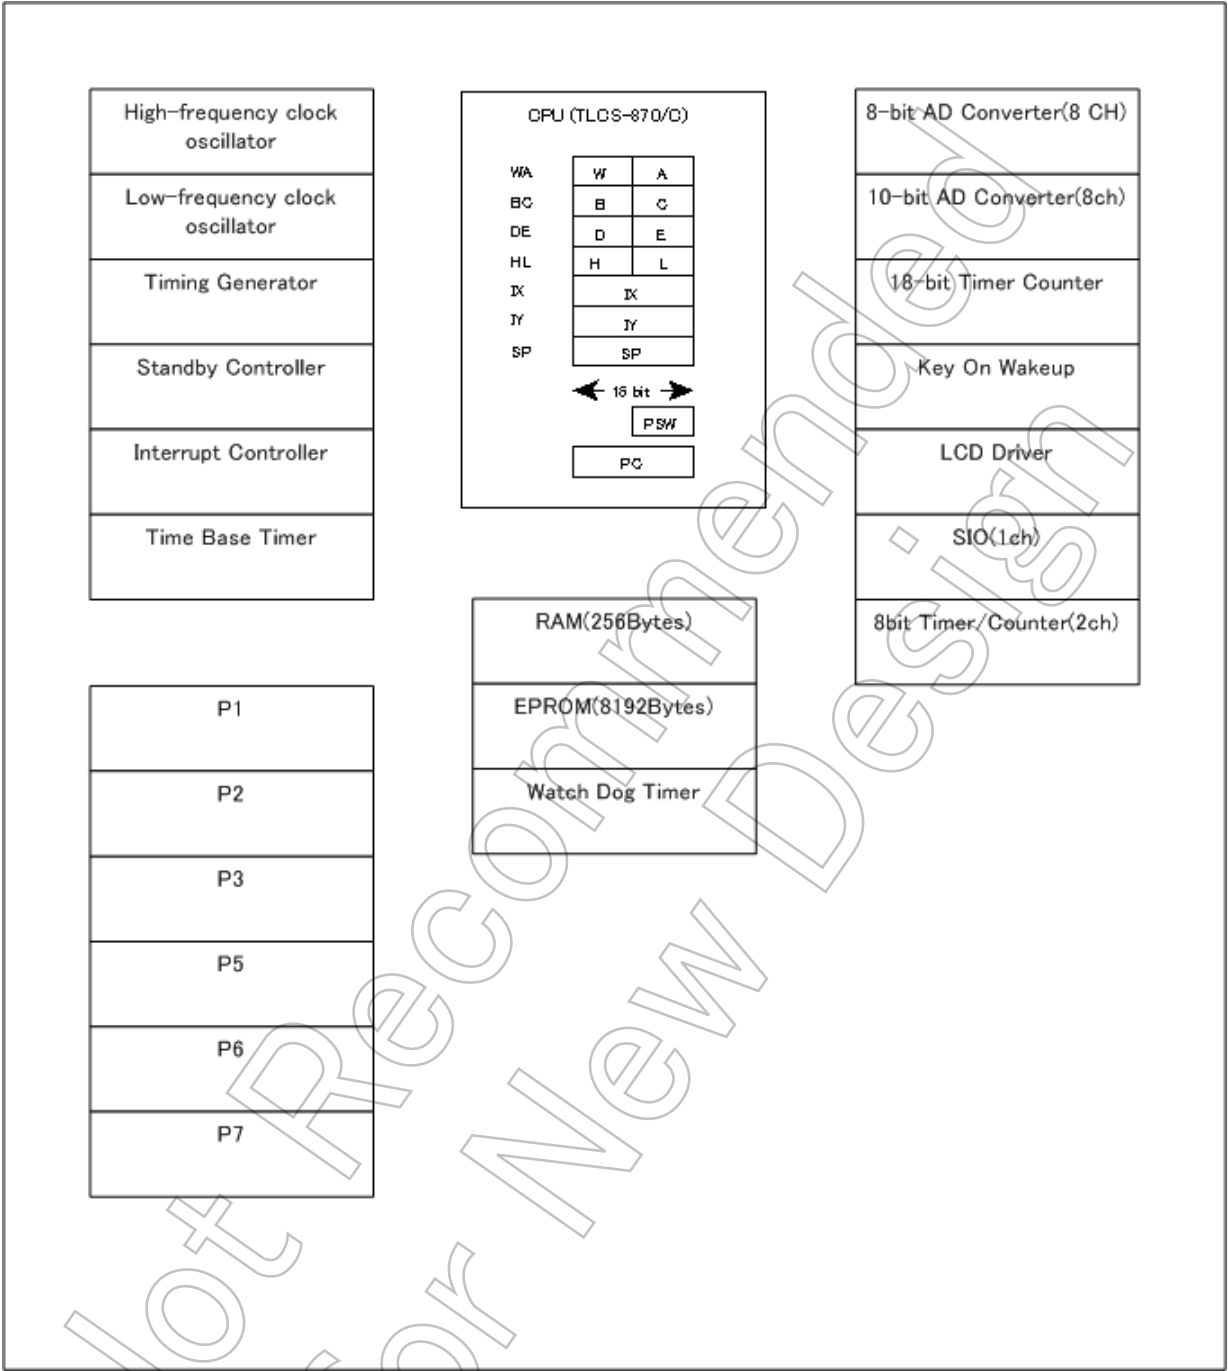 High-frequency clock
oscillator
Low-frequency clock
oscillator
Timing Generator
Standby Controller
Interrupt Controller
Time Base Timer
P1
P2
P3
P5
P6
P7
CPU (TLCS-870/C)
WA W A
BC B C
DE D E
HL H L
IX IX
IY IY
SP SP
16 bit
PSW
PC
RAM(256Bytes)
EPROM(8192Bytes)
Watch Dog Timer
8-bit AD Converter(8 CH)
10-bit AD Converter(8ch)
18-bit Timer Counter
Key On Wakeup
LCD Driver
SIO(1ch)
8bit Timer/Counter(2ch)
Not Recommended
for New Design